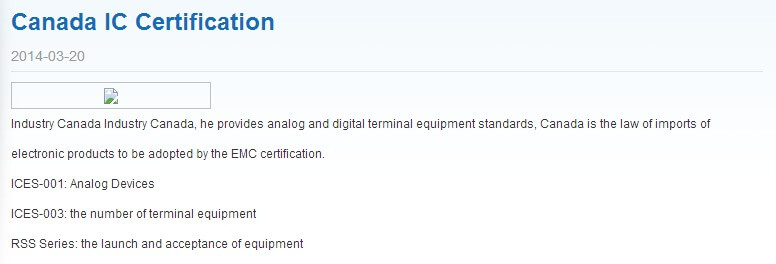 Canada IC Certification
2014-03-20
Industry Canada Industry Canada, he provides analog and digital terminal equipment standards, Canada is the law of imports of
electronic products to be adopted by the EMC certification.
ICES-001: Analog Devices
ICES-003: the number of terminal equipment
RSS Series: the launch and acceptance of equipment